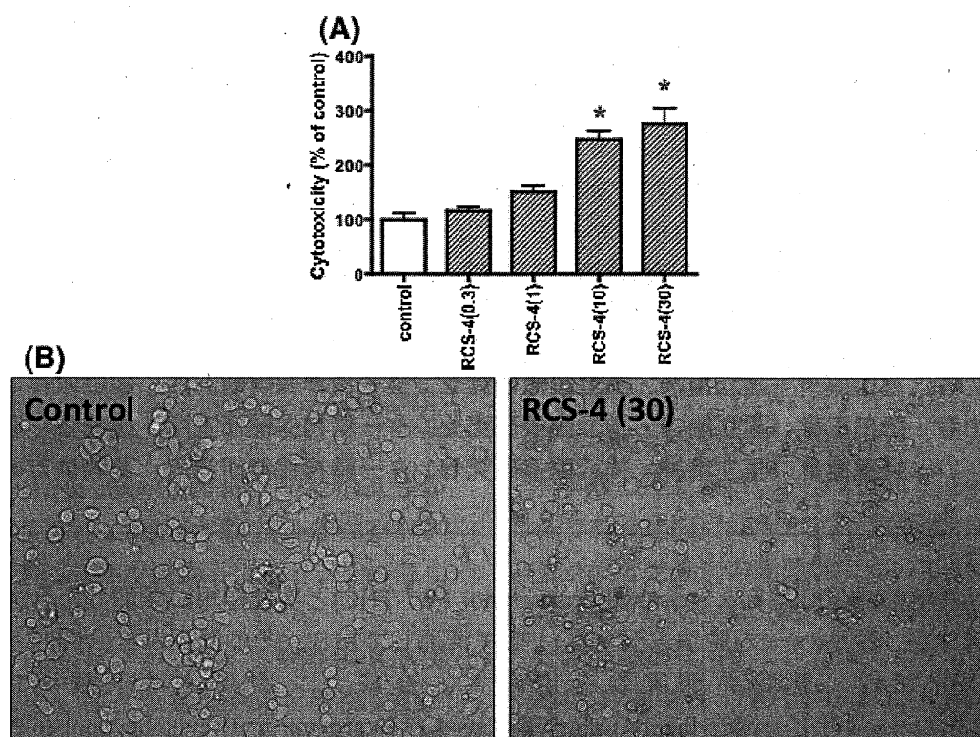 (A)
Cytotoxicity (% of control)
400
300
200
100
0
*
*
control
RCS-4(0.3)
RCS-4(1)
RCS-4(10)
RCS-4(30)
(B)
Control
RCS-4 (30)